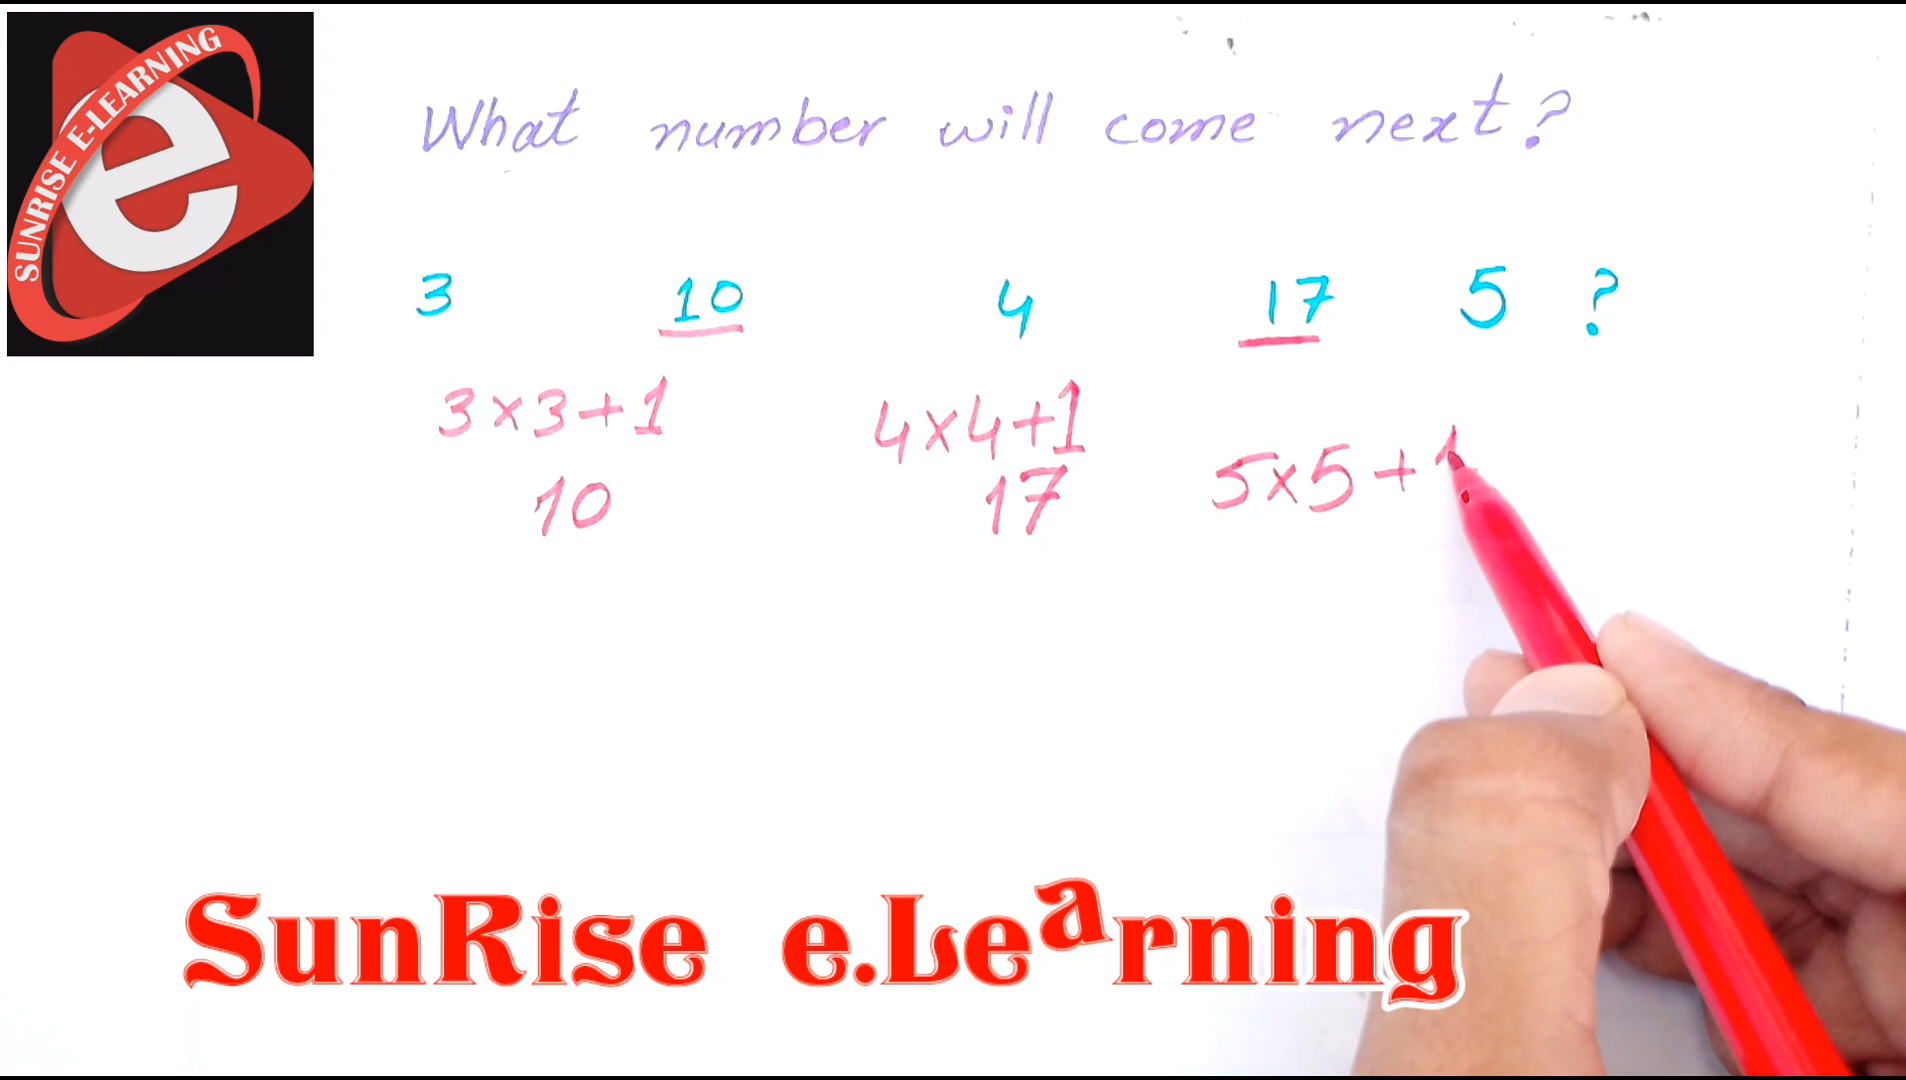 SUNRISE E-LEARNING
What number will come next?
3 10 4 17 5 ?
3×3+1 4×4+1 5×5+1
10 17
SunRise e.Learning